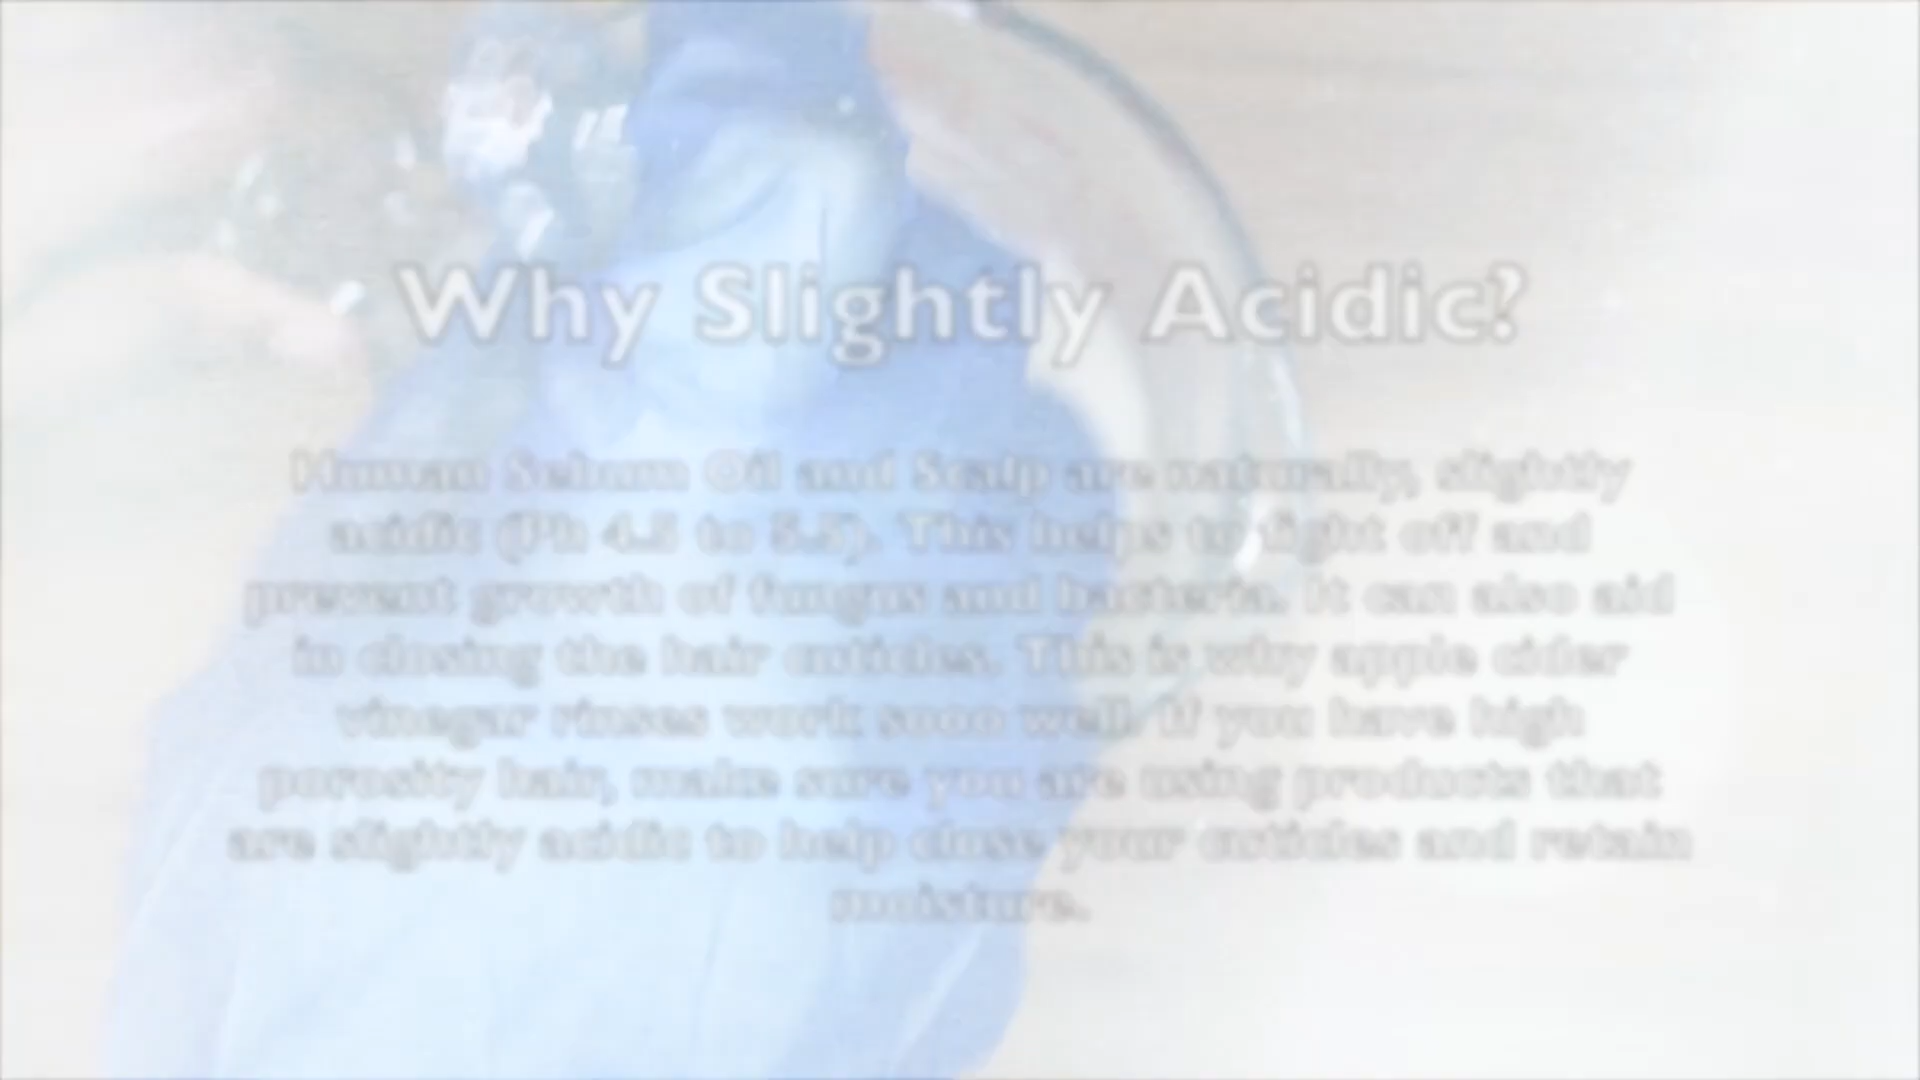 Why Slightly Acidic?
Human Sebum Oil and Scalp are naturally, slightly
acidic (Ph 4.5 to 5.5). This helps to fight off and
prevent growth of fungus and bacteria. It can also aid
in closing the hair cuticles. This is why apple cider
vinegar rinses work sooo well. If you have high
porosity hair, make sure you are using products that
are slightly acidic to help close your cuticles and retain
moisture.